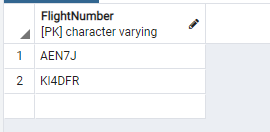 FlightNumber
[PK] character varying
1 AEN7J
2 KI4DFR